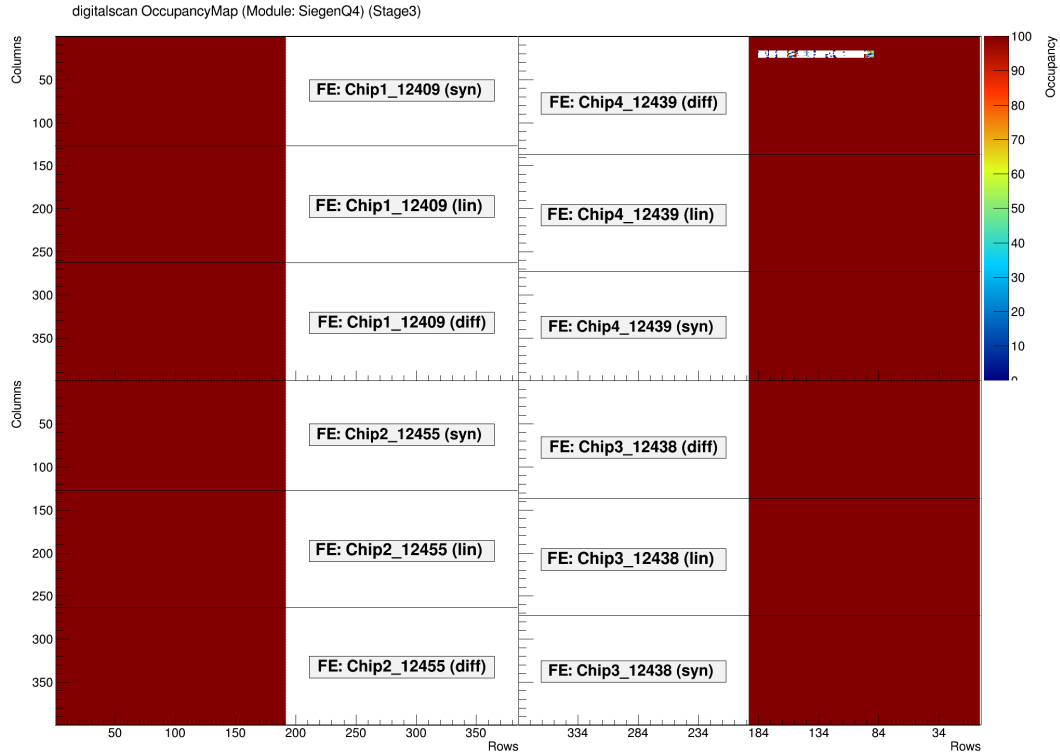 digitalscan OccupancyMap (Module: SiegenQ4) (Stage3)
Columns
50
100
150
200
250
300
350
FE: Chip1_12409 (syn)
FE: Chip1_12409 (lin)
FE: Chip1_12409 (diff)
FE: Chip4_12439 (diff)
FE: Chip4_12439 (lin)
FE: Chip4_12439 (syn)
100
90
80
70
60
50
40
30
20
10
0
Occupancy
Columns
50
100
150
200
250
300
350
FE: Chip2_12455 (syn)
FE: Chip2_12455 (lin)
FE: Chip2_12455 (diff)
FE: Chip3_12438 (diff)
FE: Chip3_12438 (lin)
FE: Chip3_12438 (syn)
50 100 150 200 250 300 350
Rows
334 284 234 184 134 84 34
Rows